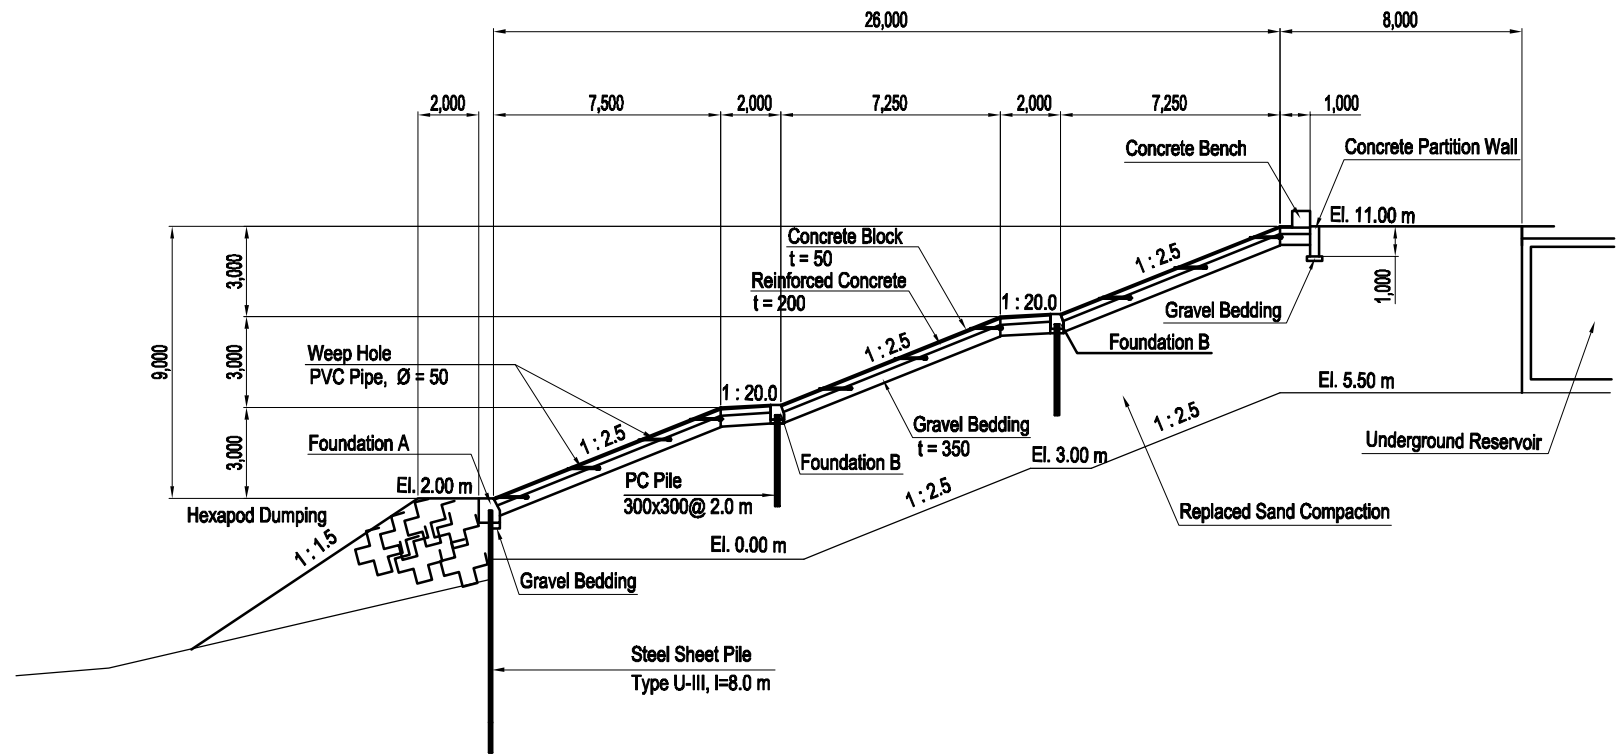 26,000
8,000
2,000
7,500
2,000
7,250
2,000
7,250
1,000
Concrete Bench
Concrete Partition Wall
El. 11.00 m
Concrete Block
t = 50
1 : 2.5
3,000
Reinforced Concrete
t = 200
1 : 20.0
1,000
Gravel Bedding
Foundation B
9,000
3,000
Weep Hole
PVC Pipe, Ø = 50
1 : 2.5
1 : 20.0
El. 5.50 m
1 : 2.5
Gravel Bedding
t = 350
3,000
Foundation A
1 : 2.5
Foundation B
El. 3.00 m
Underground Reservoir
El. 2.00 m
PC Pile
300x300@ 2.0 m
1 : 2.5
Hexapod Dumping
Replaced Sand Compaction
1 : 1.5
El. 0.00 m
Gravel Bedding
Steel Sheet Pile
Type U-III, l=8.0 m